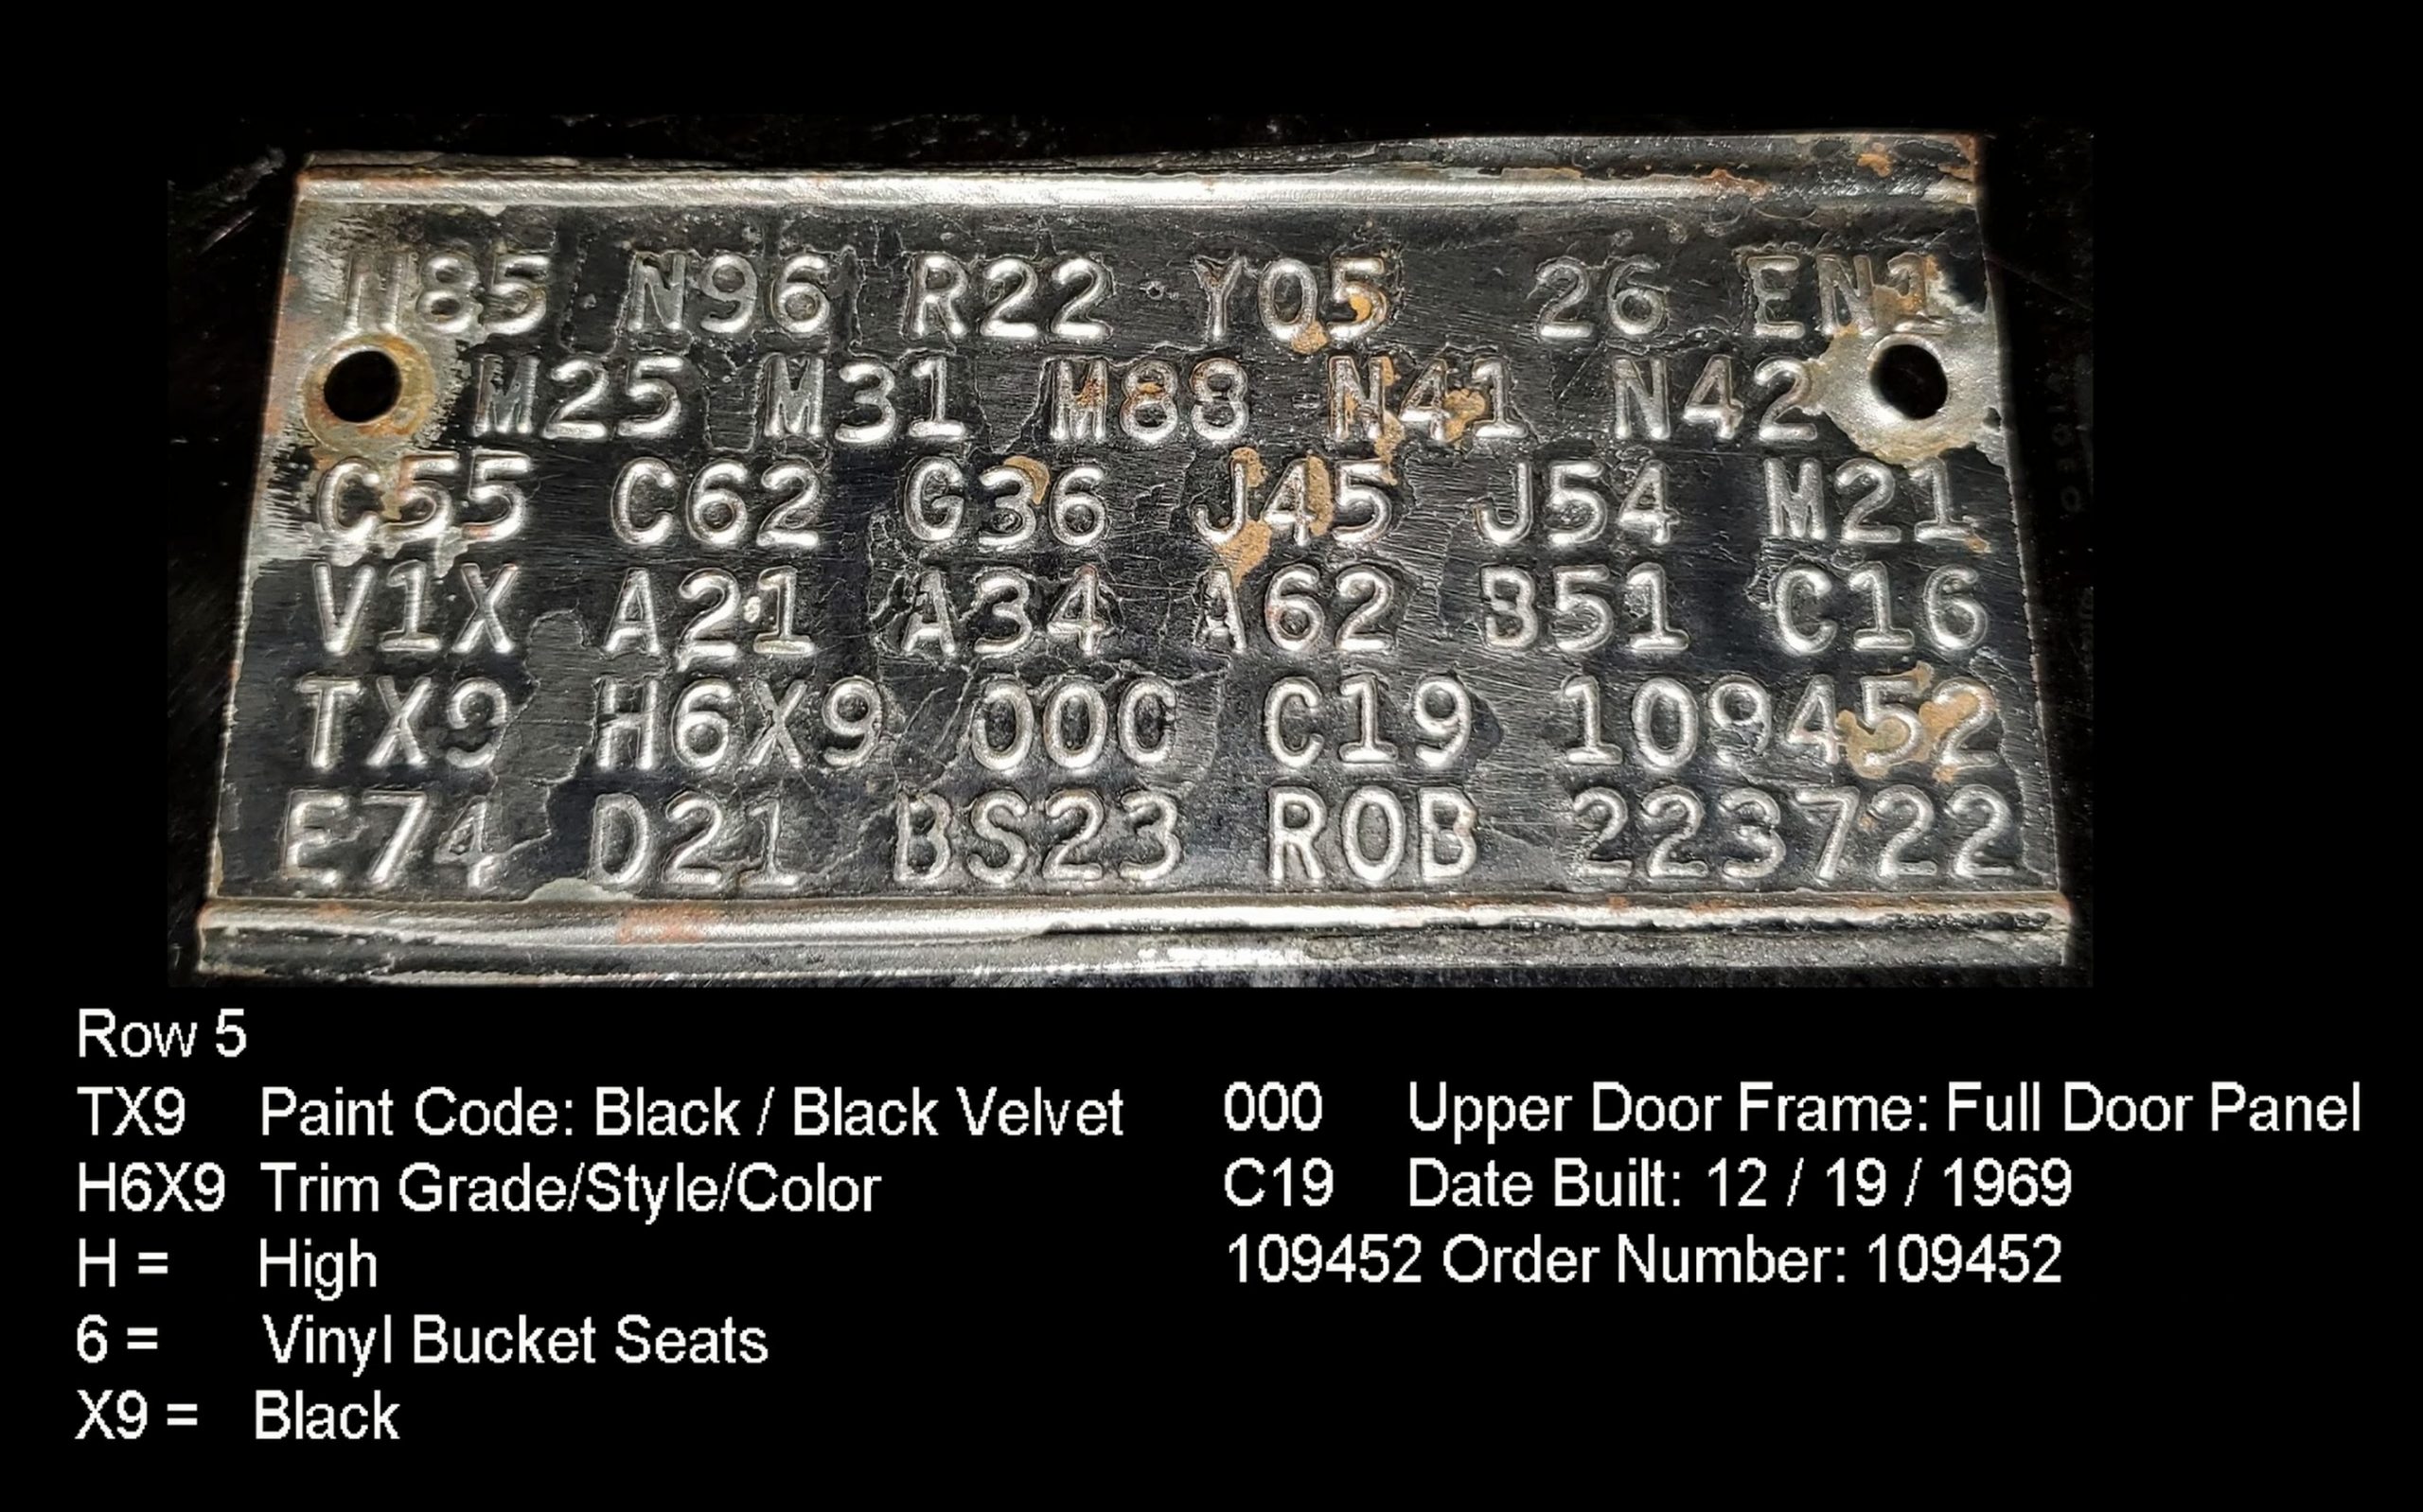 N85 N96 R22 Y05 26 EN1
M25 M31 M88 N41 N42
C55 C62 G36 J45 J54 M21
V1X A21 A34 A62 B51 C16
TX9 H6X9 000 C19 109452
E74 D21 BS23 R0B 223722
Row 5
TX9 Paint Code: Black / Black Velvet
H6X9 Trim Grade/Style/Color
H = High
6 = Vinyl Bucket Seats
X9 = Black
000 Upper Door Frame: Full Door Panel
C19 Date Built: 12 / 19 / 1969
109452 Order Number: 109452